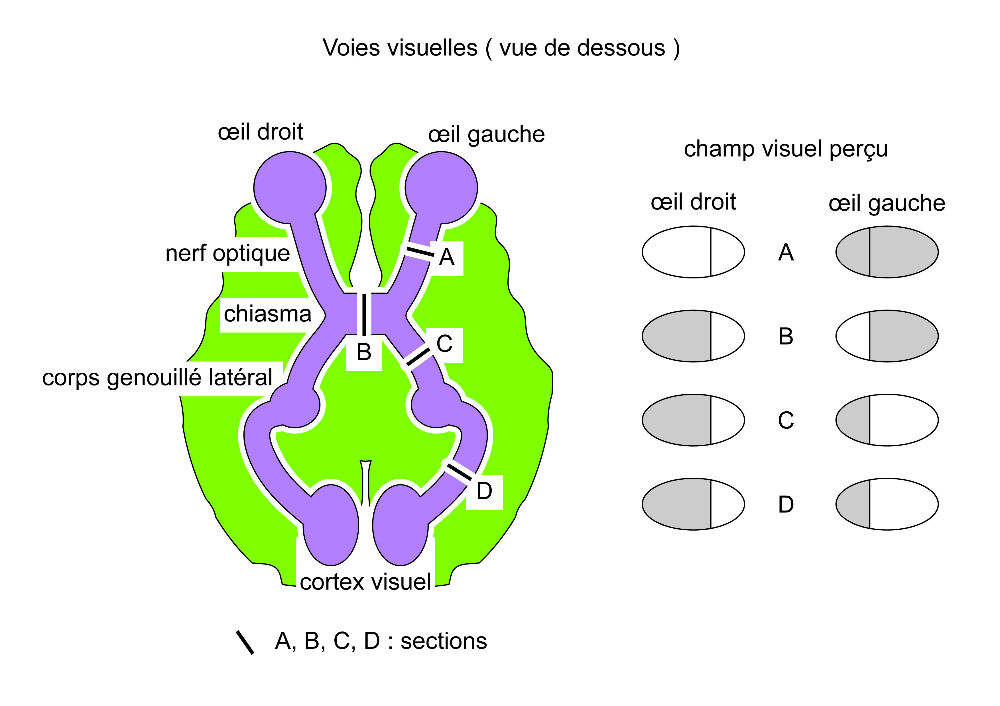 Voies visuelles ( vue de dessous )
œil droit
œil gauche
nerf optique
A
chiasma
B
C
corps genouillé latéral
D
cortex visuel
A, B, C, D : sections
champ visuel perçu
œil droit
œil gauche
A
B
C
D